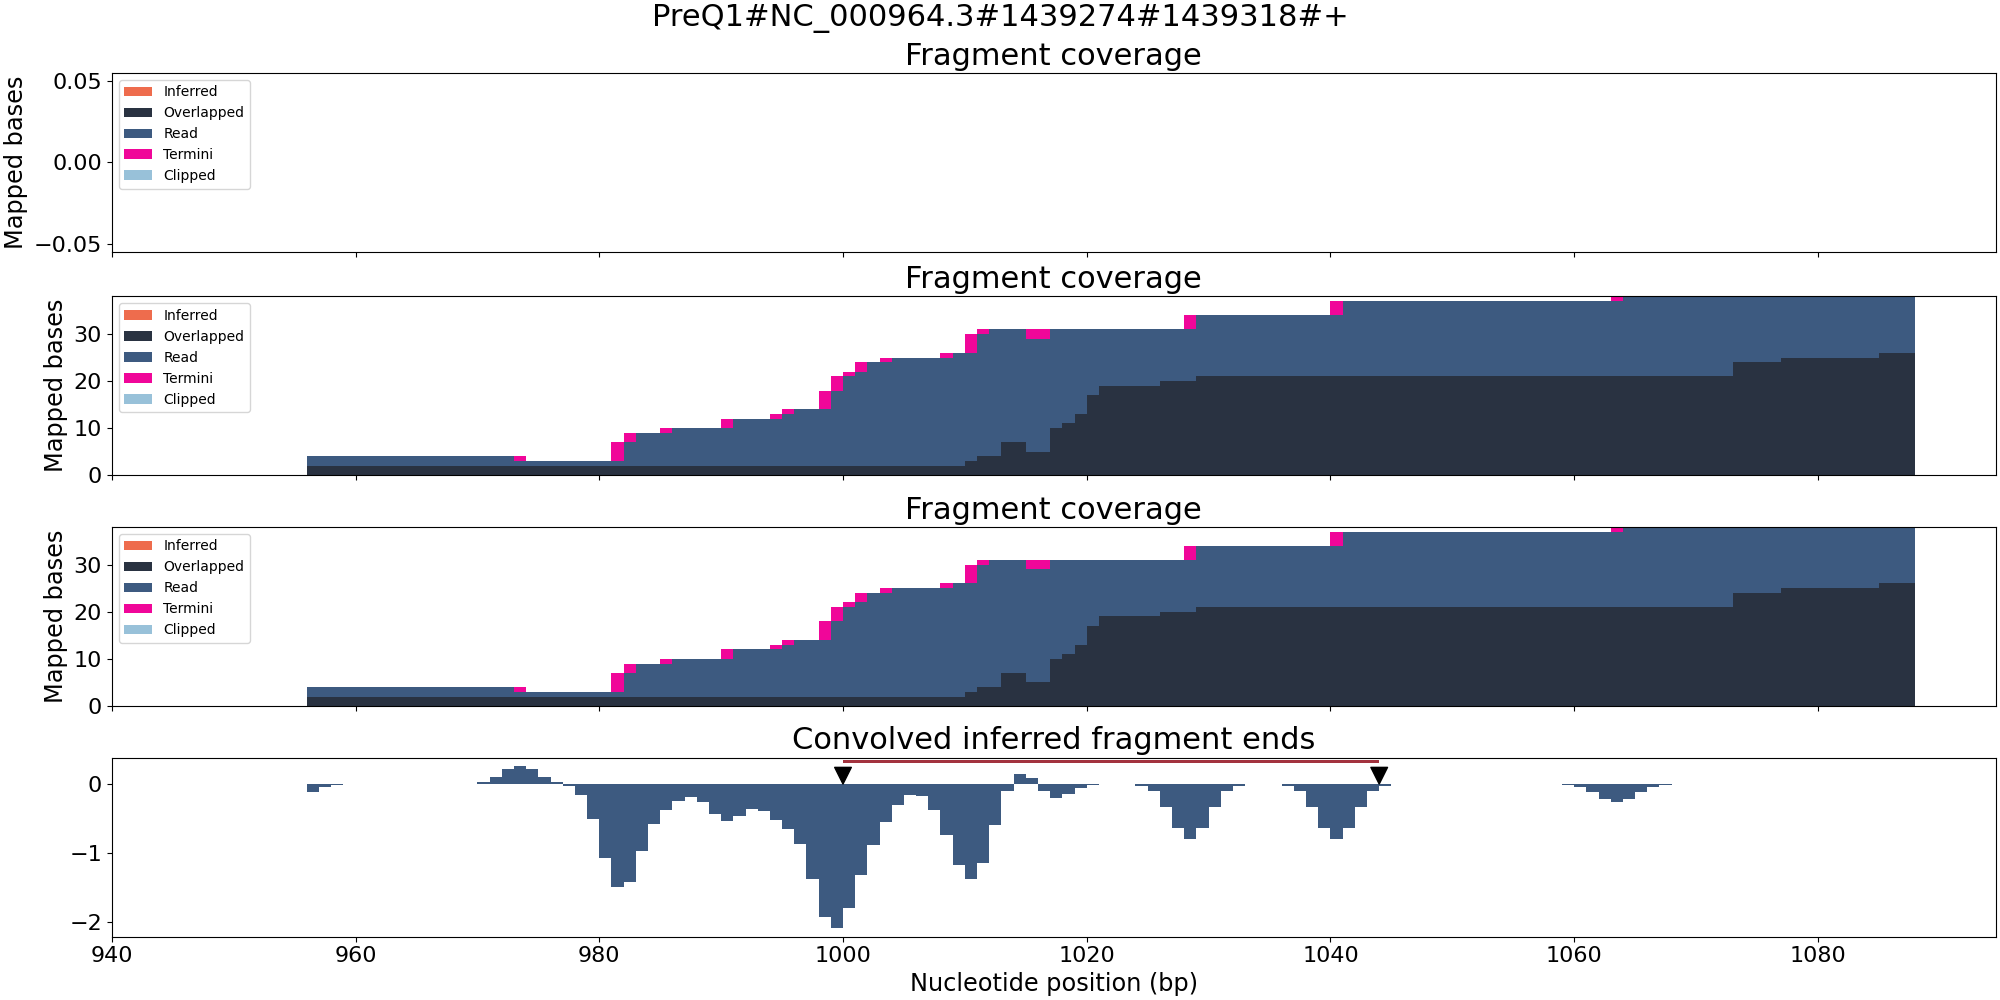 PreQ1#NC_000964.3#1439274#1439318#+
Fragment coverage
Mapped bases
0.05
0.00
−0.05
Inferred
Overlapped
Read
Termini
Clipped
Fragment coverage
Mapped bases
30
20
10
0
Inferred
Overlapped
Read
Termini
Clipped
Fragment coverage
Mapped bases
30
20
10
0
Inferred
Overlapped
Read
Termini
Clipped
Convolved inferred fragment ends
0
−1
−2
940 960 980 1000 1020 1040 1060 1080
Nucleotide position (bp)